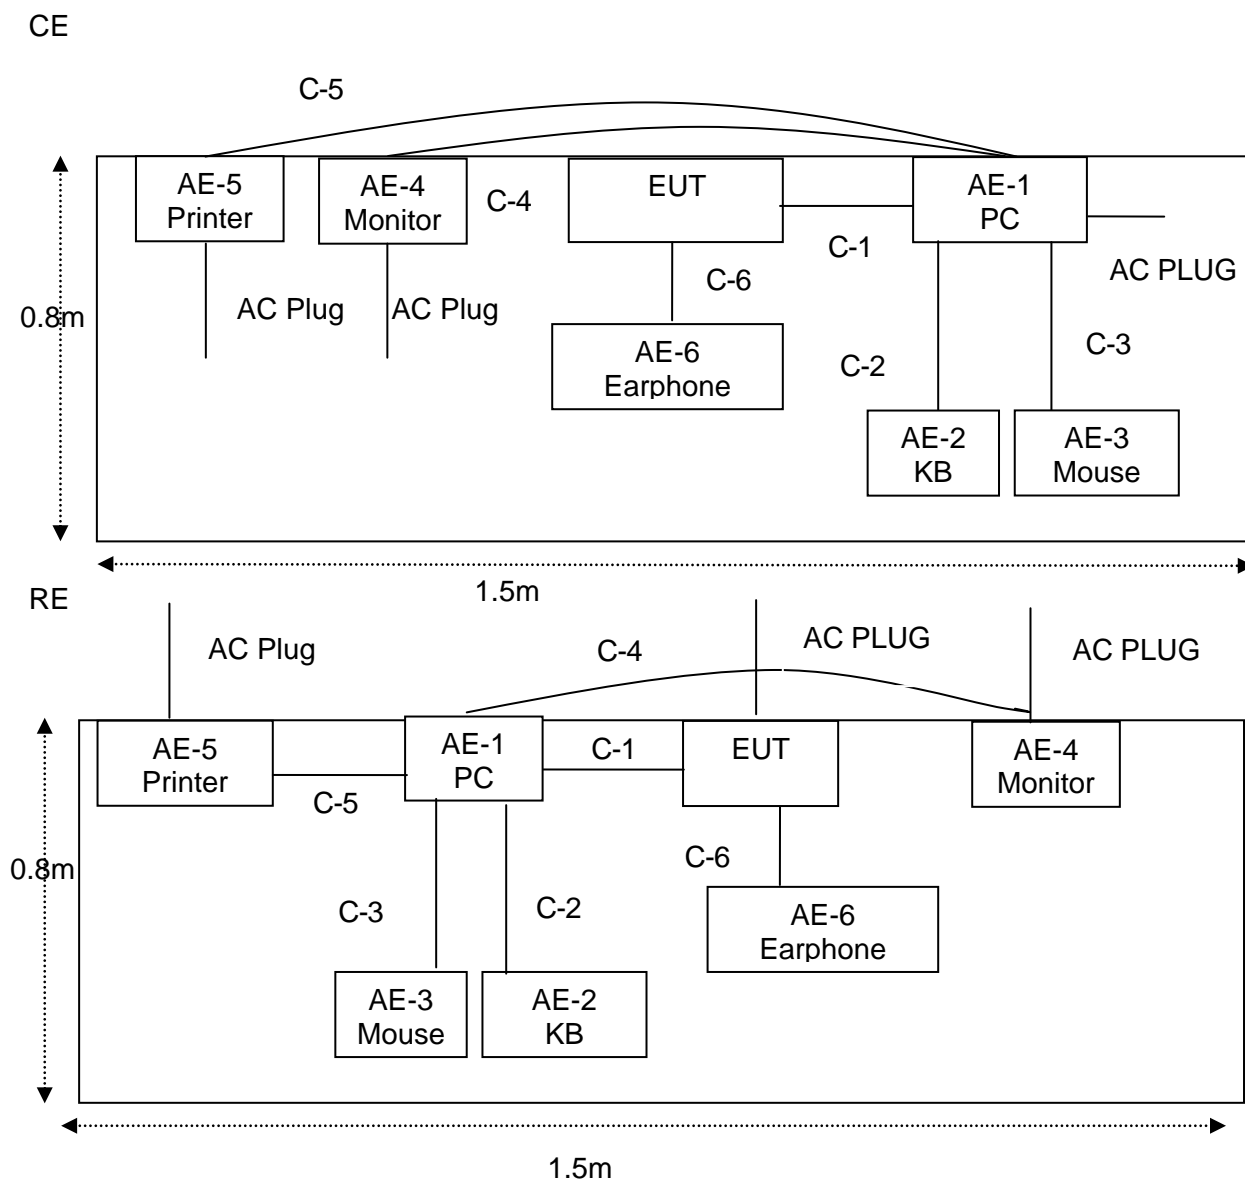 CE
C-5
AE-5
Printer
AE-4
Monitor
C-4
EUT
AE-1
PC
C-1
AC PLUG
C-6
AC Plug
AC Plug
0.8m
AE-6
Earphone
C-2
C-3
AE-2
KB
AE-3
Mouse
1.5m
RE
AC Plug
C-4
AC PLUG
AC PLUG
AE-5
Printer
AE-1
PC
C-1
EUT
AE-4
Monitor
C-5
0.8m
C-6
C-3
C-2
AE-6
Earphone
AE-3
Mouse
AE-2
KB
1.5m